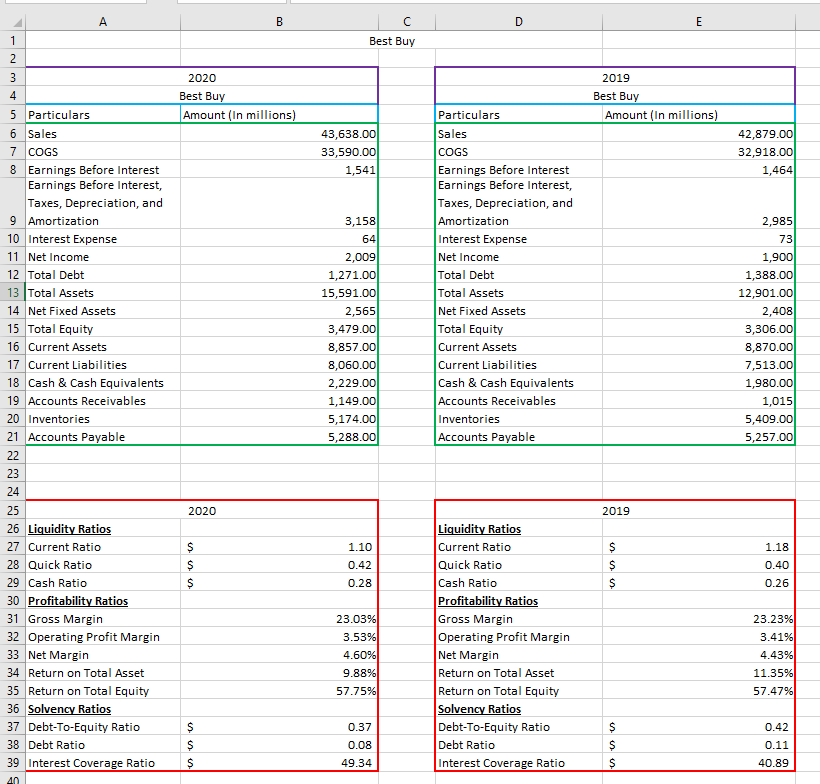 A B C D E
1 Best Buy
2
3 2020 2019
4 Best Buy Best Buy
5 Particulars Amount (In millions) Particulars Amount (In millions)
6 Sales 43,638.00 Sales 42,879.00
7 COGS 33,590.00 COGS 32,918.00
8 Earnings Before Interest 1,541 Earnings Before Interest 1,464
Earnings Before Interest, Earnings Before Interest,
Taxes, Depreciation, and Taxes, Depreciation, and
9 Amortization 3,158 Amortization 2,985
10 Interest Expense 64 Interest Expense 73
11 Net Income 2,009 Net Income 1,900
12 Total Debt 1,271.00 Total Debt 1,388.00
13 Total Assets 15,591.00 Total Assets 12,901.00
14 Net Fixed Assets 2,565 Net Fixed Assets 2,408
15 Total Equity 3,479.00 Total Equity 3,306.00
16 Current Assets 8,857.00 Current Assets 8,870.00
17 Current Liabilities 8,060.00 Current Liabilities 7,513.00
18 Cash & Cash Equivalents 2,229.00 Cash & Cash Equivalents 1,980.00
19 Accounts Receivables 1,149.00 Accounts Receivables 1,015
20 Inventories 5,174.00 Inventories 5,409.00
21 Accounts Payable 5,288.00 Accounts Payable 5,257.00
22
23
24
25 2020 2019
26 Liquidity Ratios Liquidity Ratios
27 Current Ratio $ 1.10 Current Ratio $ 1.18
28 Quick Ratio $ 0.42 Quick Ratio $ 0.40
29 Cash Ratio $ 0.28 Cash Ratio $ 0.26
30 Profitability Ratios Profitability Ratios
31 Gross Margin 23.03% Gross Margin 23.23%
32 Operating Profit Margin 3.53% Operating Profit Margin 3.41%
33 Net Margin 4.60% Net Margin 4.43%
34 Return on Total Asset 9.88% Return on Total Asset 11.35%
35 Return on Total Equity 57.75% Return on Total Equity 57.47%
36 Solvency Ratios Solvency Ratios
37 Debt-To-Equity Ratio $ 0.37 Debt-To-Equity Ratio $ 0.42
38 Debt Ratio $ 0.08 Debt Ratio $ 0.11
39 Interest Coverage Ratio $ 49.34 Interest Coverage Ratio $ 40.89
40